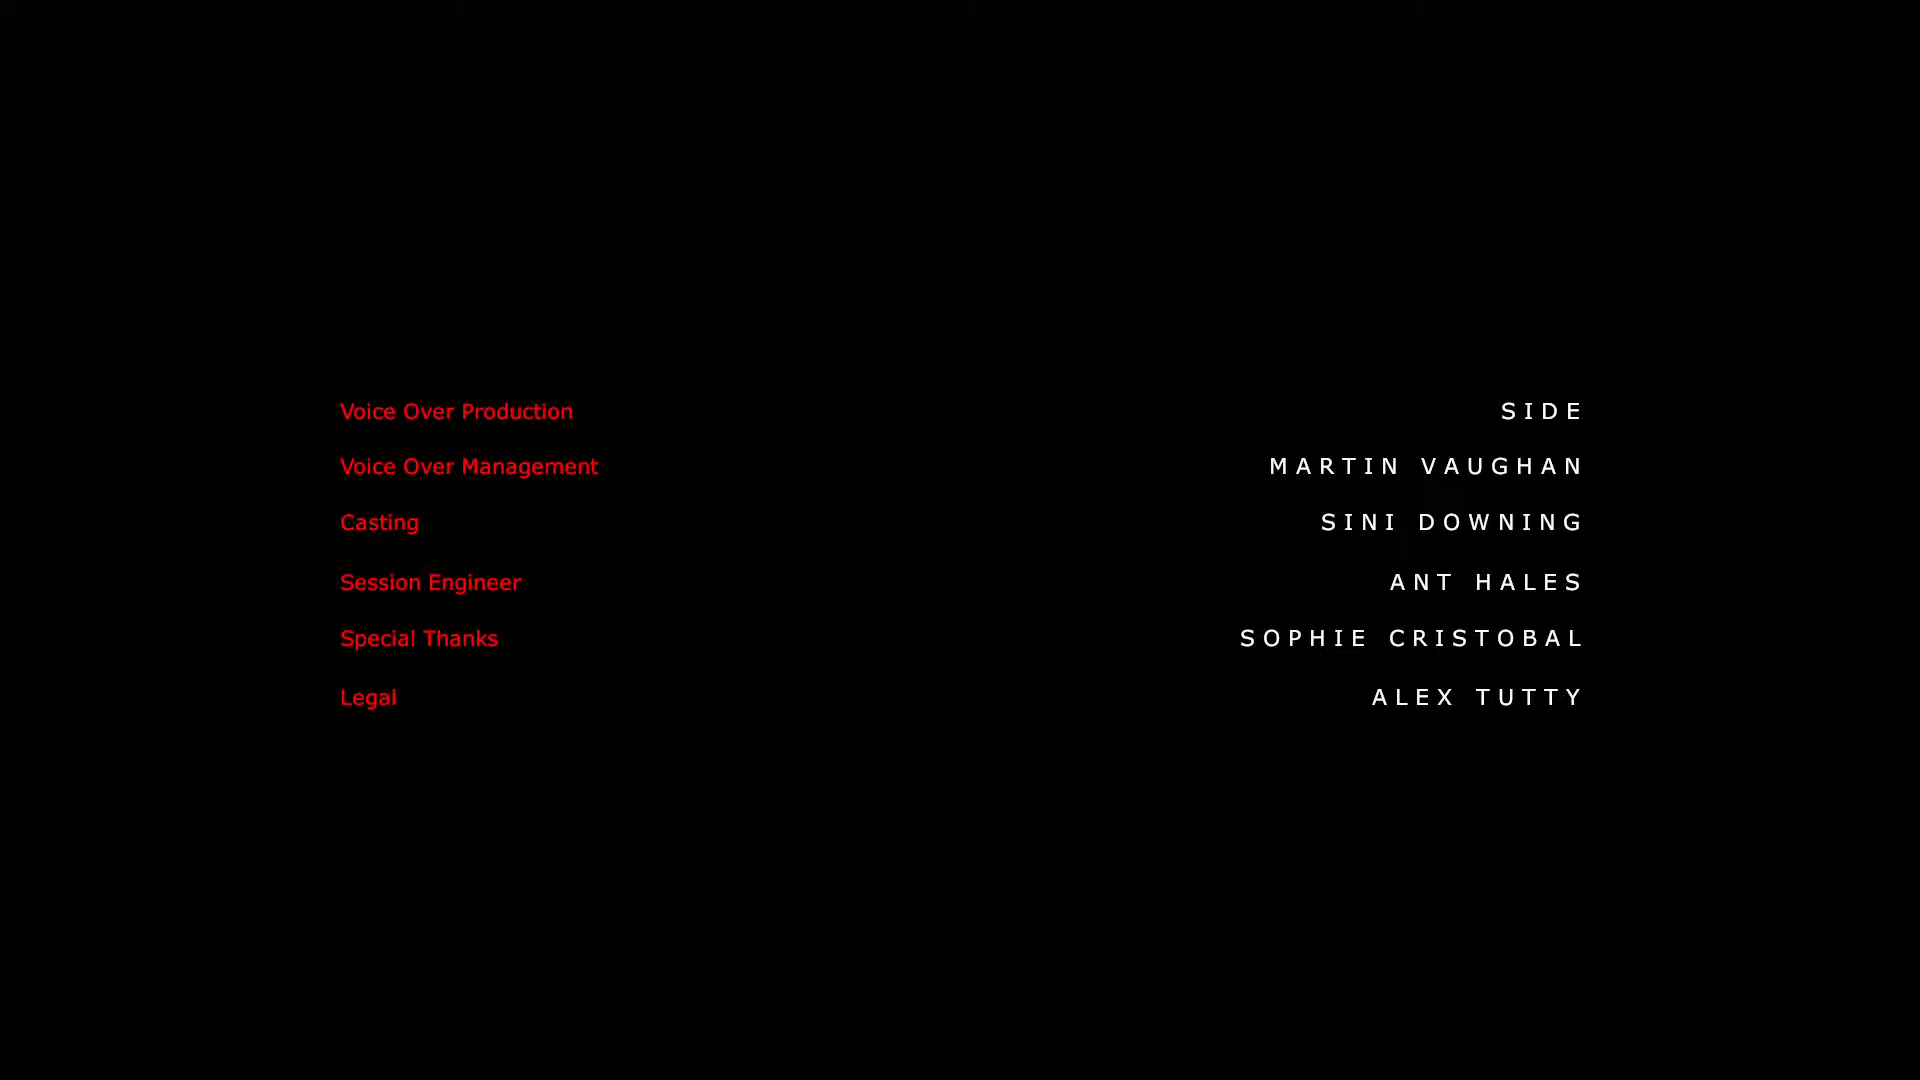 Voice Over Production SIDE
Voice Over Management MARTIN VAUGHAN
Casting SINI DOWNING
Session Engineer ANT HALES
Special Thanks SOPHIE CRISTOBAL
Legal ALEX TUTTY